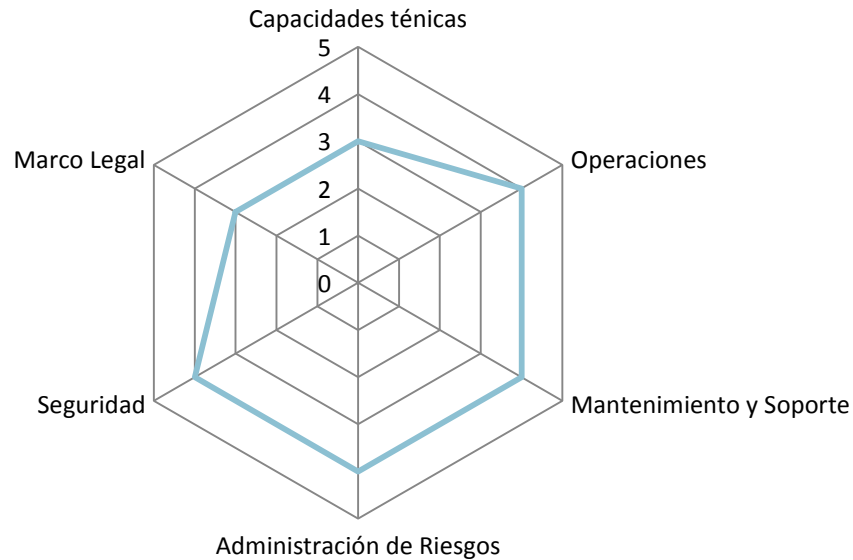 Capacidades ténicas
5
4
3
2
1
0
Operaciones
Mantenimiento y Soporte
Administración de Riesgos
Seguridad
Marco Legal